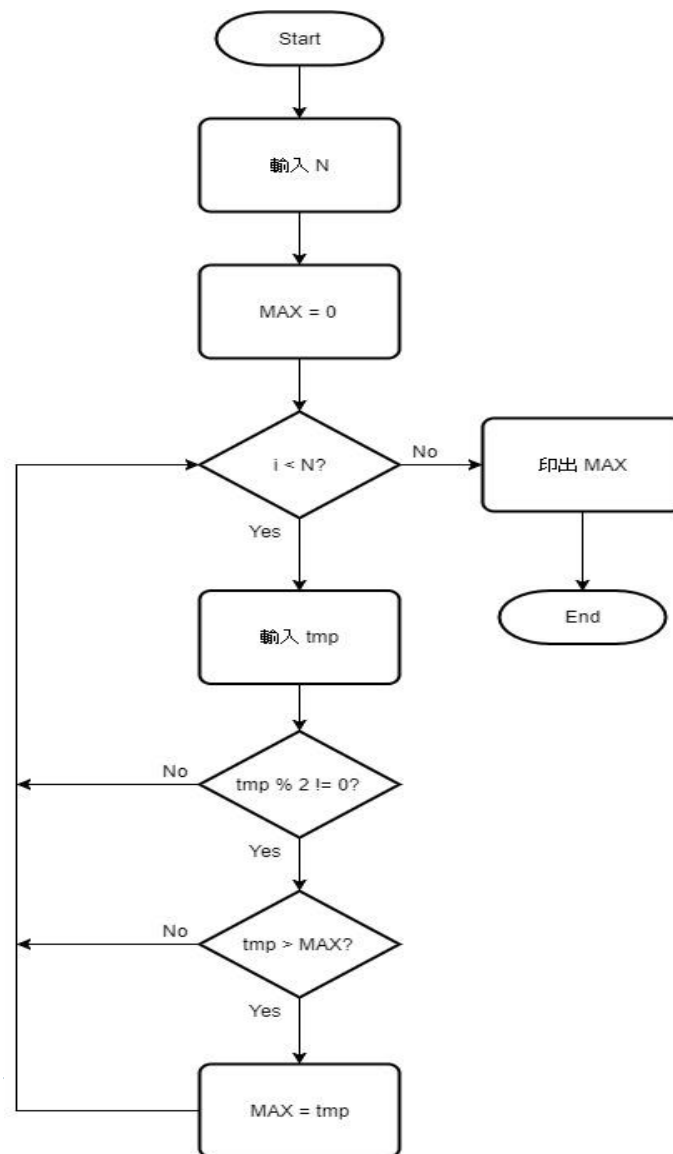 Start
輸入 N
MAX = 0
i < N?
No
印出 MAX
Yes
End
輸入 tmp
No
tmp % 2 != 0?
Yes
No
tmp > MAX?
Yes
MAX = tmp